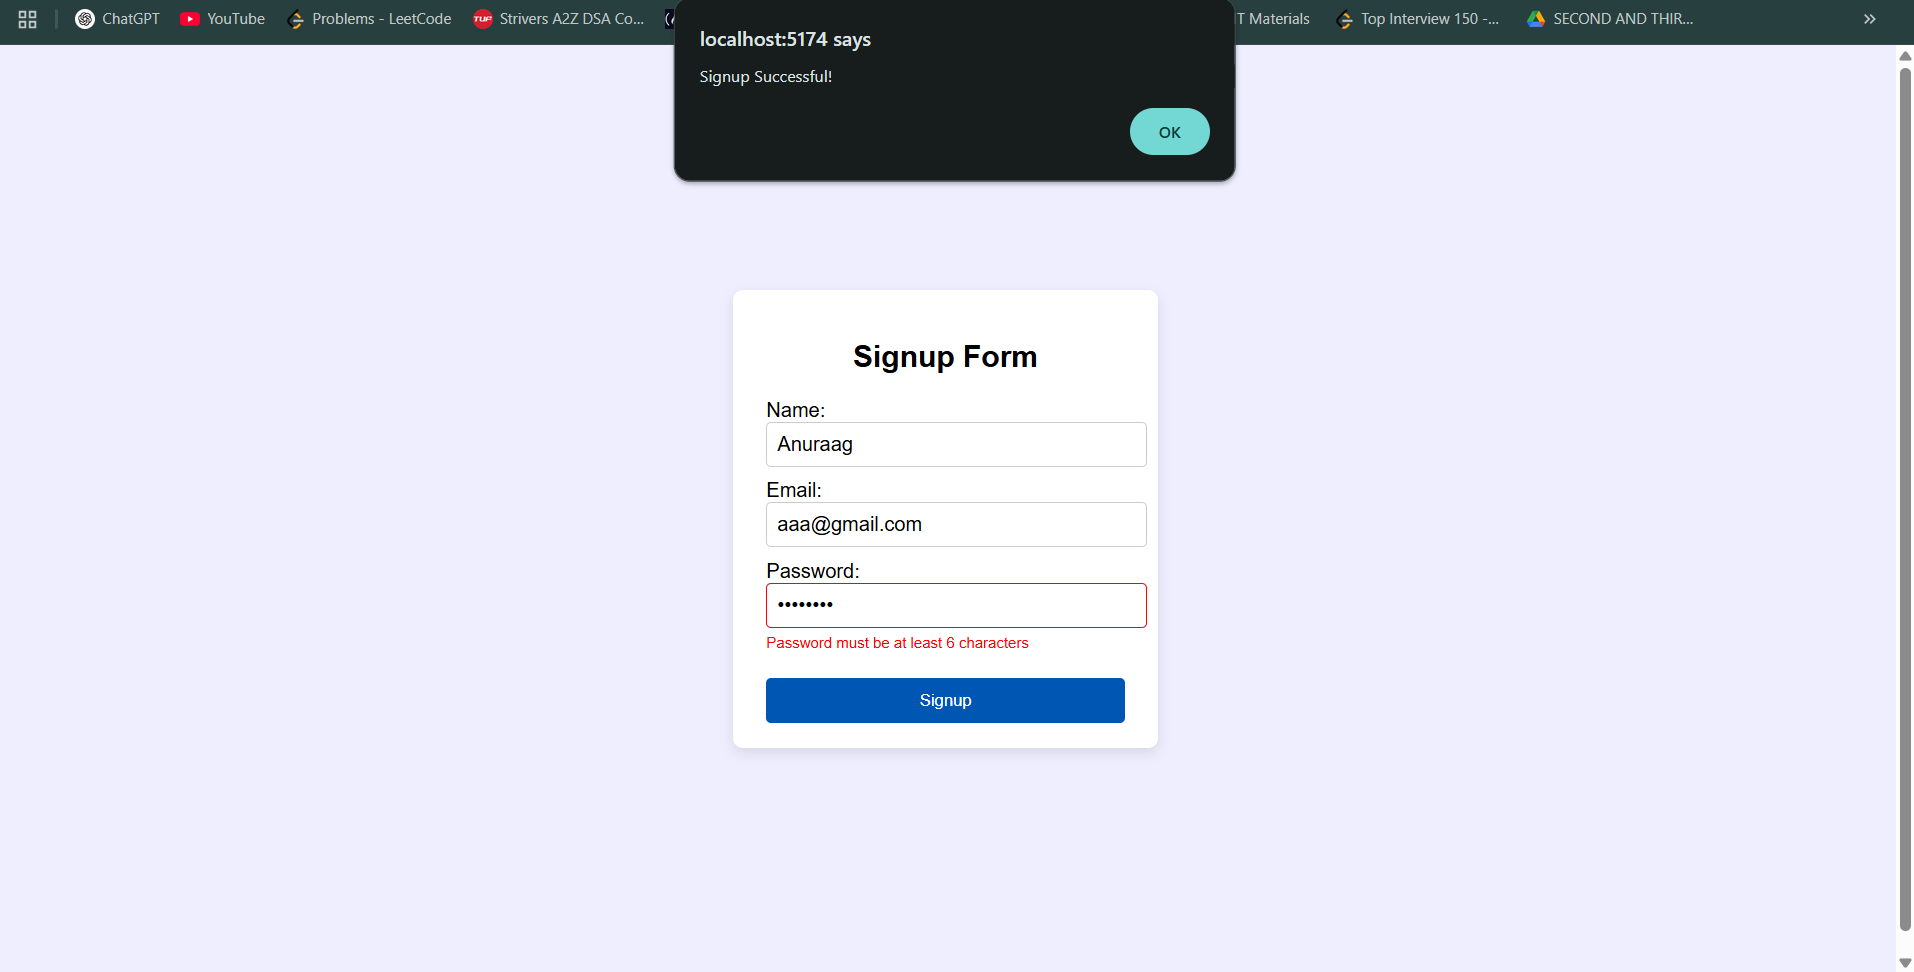 ChatGPT
YouTube
Problems - LeetCode
TUF
Strivers A2Z DSA Co...
T Materials
Top Interview 150 -...
SECOND AND THIR...
»
localhost:5174 says
Signup Successful!
OK
Signup Form
Name:
Anuraag
Email:
aaa@gmail.com
Password:
••••••••
Password must be at least 6 characters
Signup